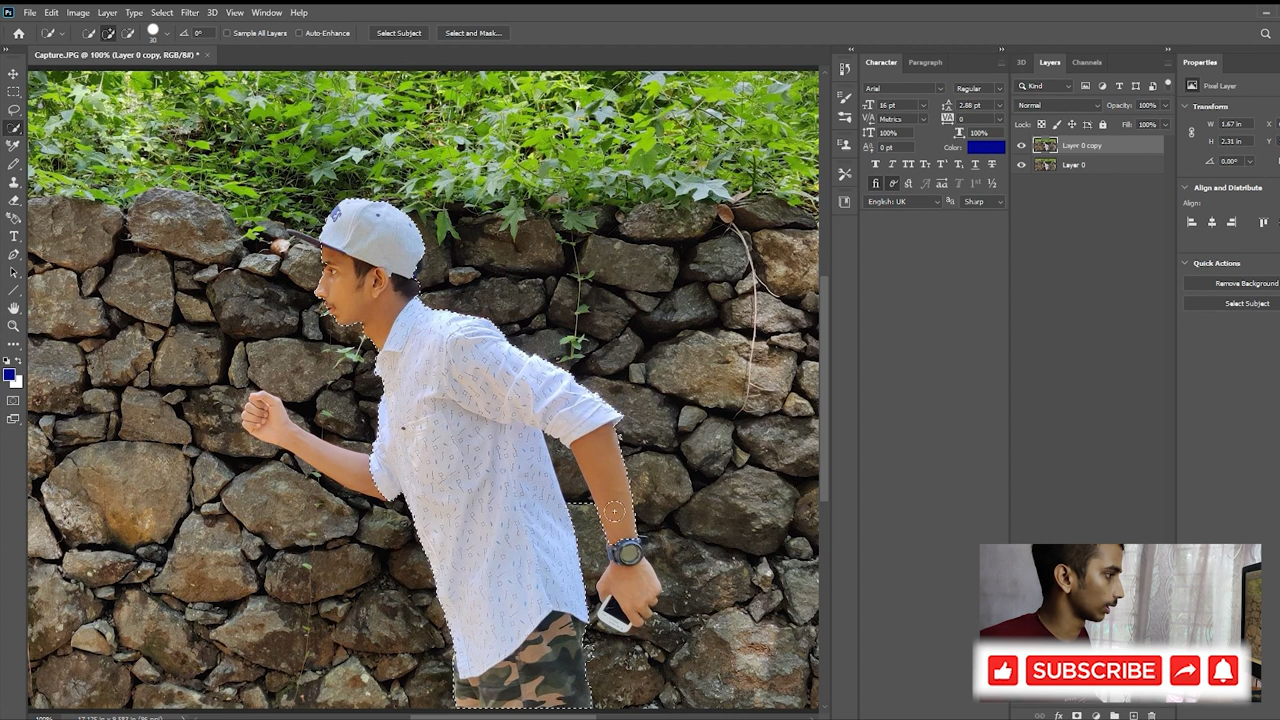 Ps File Edit Image Layer Type Select Filter 3D View Window Help
30 0° Sample All Layers Auto-Enhance Select Subject Select and Mask...
Capture.JPG @ 100% (Layer 0 copy, RGB/8#) * ×
Character Paragraph
Arial Regular
16 pt 2.88 pt
Metrics 0
100% 100%
0 pt Color:
English: UK aa Sharp
3D Layers Channels
Kind
Normal Opacity: 100%
Lock: Fill: 100%
Layer 0 copy
Layer 0
Properties
Pixel Layer
Transform
W 1.67 in X
H 2.31 in Y
0.00°
Align and Distribute
Align:
Quick Actions
Remove Background
Select Subject
SUBSCRIBE
fx